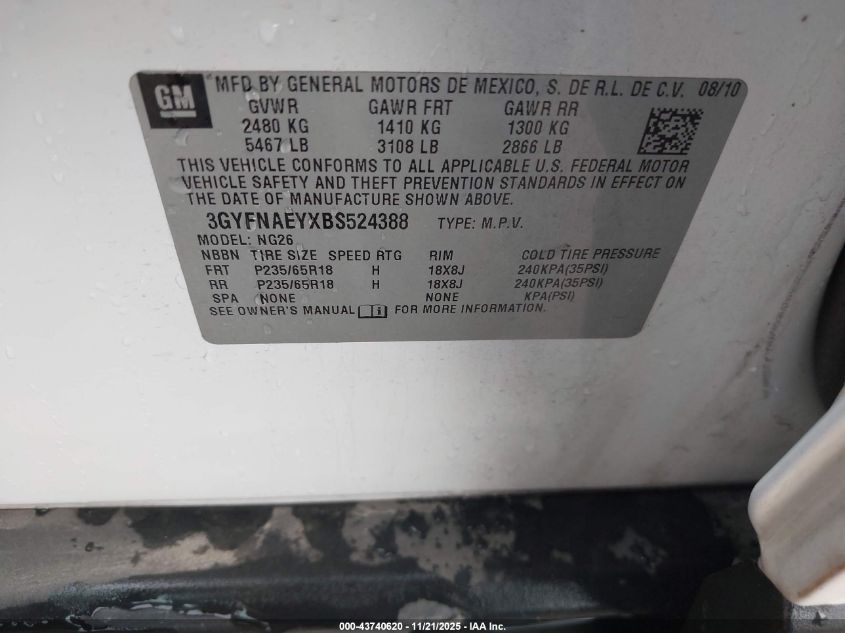 GM
MFD BY GENERAL MOTORS DE MEXICO, S. DE R.L. DE C.V. 08/10
GVWR GAWR FRT GAWR RR
2480 KG 1410 KG 1300 KG
5467 LB 3108 LB 2866 LB
THIS VEHICLE CONFORMS TO ALL APPLICABLE U.S. FEDERAL MOTOR
VEHICLE SAFETY AND THEFT PREVENTION STANDARDS IN EFFECT ON
THE DATE OF MANUFACTURE SHOWN ABOVE.
3GYFNAEYXBS524388 TYPE: M.P.V.
MODEL: NG26
NBBN TIRE SIZE SPEED RTG RIM COLD TIRE PRESSURE
FRT P235/65R18 H 18X8J 240KPA(35PSI)
RR P235/65R18 H 18X8J 240KPA(35PSI)
SPA NONE NONE KPA(PSI)
SEE OWNER'S MANUAL FOR MORE INFORMATION.
000-43740620 - 11/21/2025 - IAA Inc.